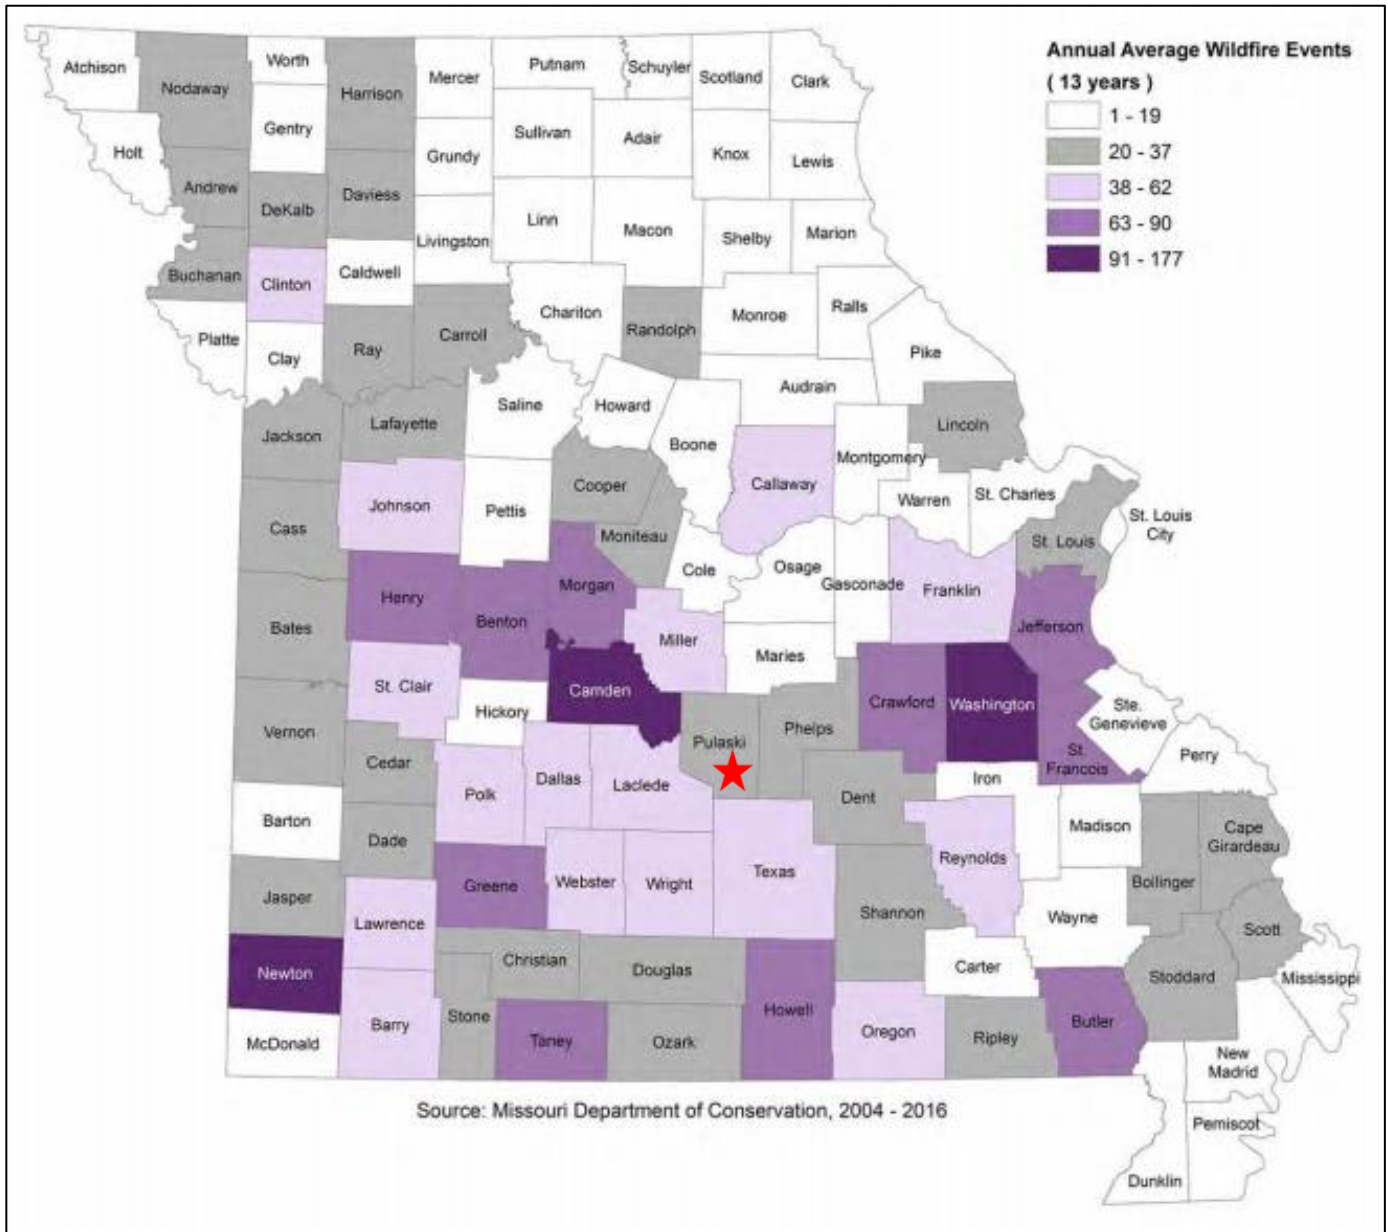 Annual Average Wildfire Events
( 13 years )
1 - 19
20 - 37
38 - 62
63 - 90
91 - 177
Atchison
Nodaway
Worth
Harrison
Mercer
Putnam
Schuyler
Scotland
Clark
Holt
Gentry
Grundy
Sullivan
Adair
Knox
Lewis
Andrew
DeKalb
Daviess
Livingston
Linn
Macon
Shelby
Marion
Buchanan
Clinton
Caldwell
Chariton
Randolph
Monroe
Ralls
Platte
Clay
Ray
Carroll
Pike
Audrain
Saline
Howard
Jackson
Lafayette
Boone
Lincoln
Montgomery
Callaway
Cooper
Johnson
Pettis
Warren
St. Charles
Cass
Moniteau
St. Louis
St. Louis
City
Cole
Osage
Gasconade
Franklin
Henry
Morgan
Benton
Bates
Jefferson
Miller
Maries
St. Clair
Camden
Crawford
Washington
Hickory
Ste.
Genevieve
Vernon
Pulaski
Phelps
St.
Francois
Perry
Cedar
Polk
Dallas
Laclede
Dent
Iron
Barton
Dade
Madison
Cape
Girardeau
Reynolds
Jasper
Greene
Webster
Wright
Texas
Bollinger
Lawrence
Shannon
Wayne
Scott
Newton
Christian
Douglas
Carter
Stoddard
Mississippi
McDonald
Barry
Stone
Taney
Ozark
Howell
Oregon
Ripley
Butler
New
Madrid
Pemiscot
Dunklin
Source: Missouri Department of Conservation, 2004 - 2016